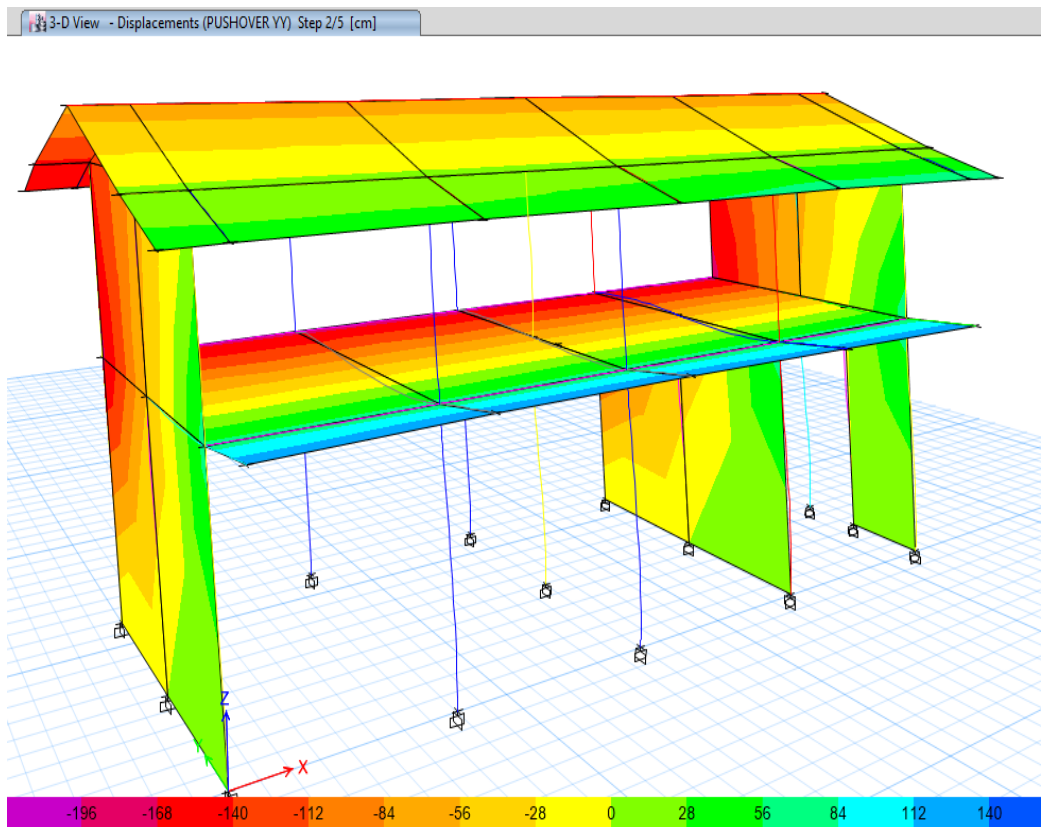 3-D View - Displacements (PUSHOVER YY) Step 2/5 [cm]
Z
Y
X
-196 -168 -140 -112 -84 -56 -28 0 28 56 84 112 140